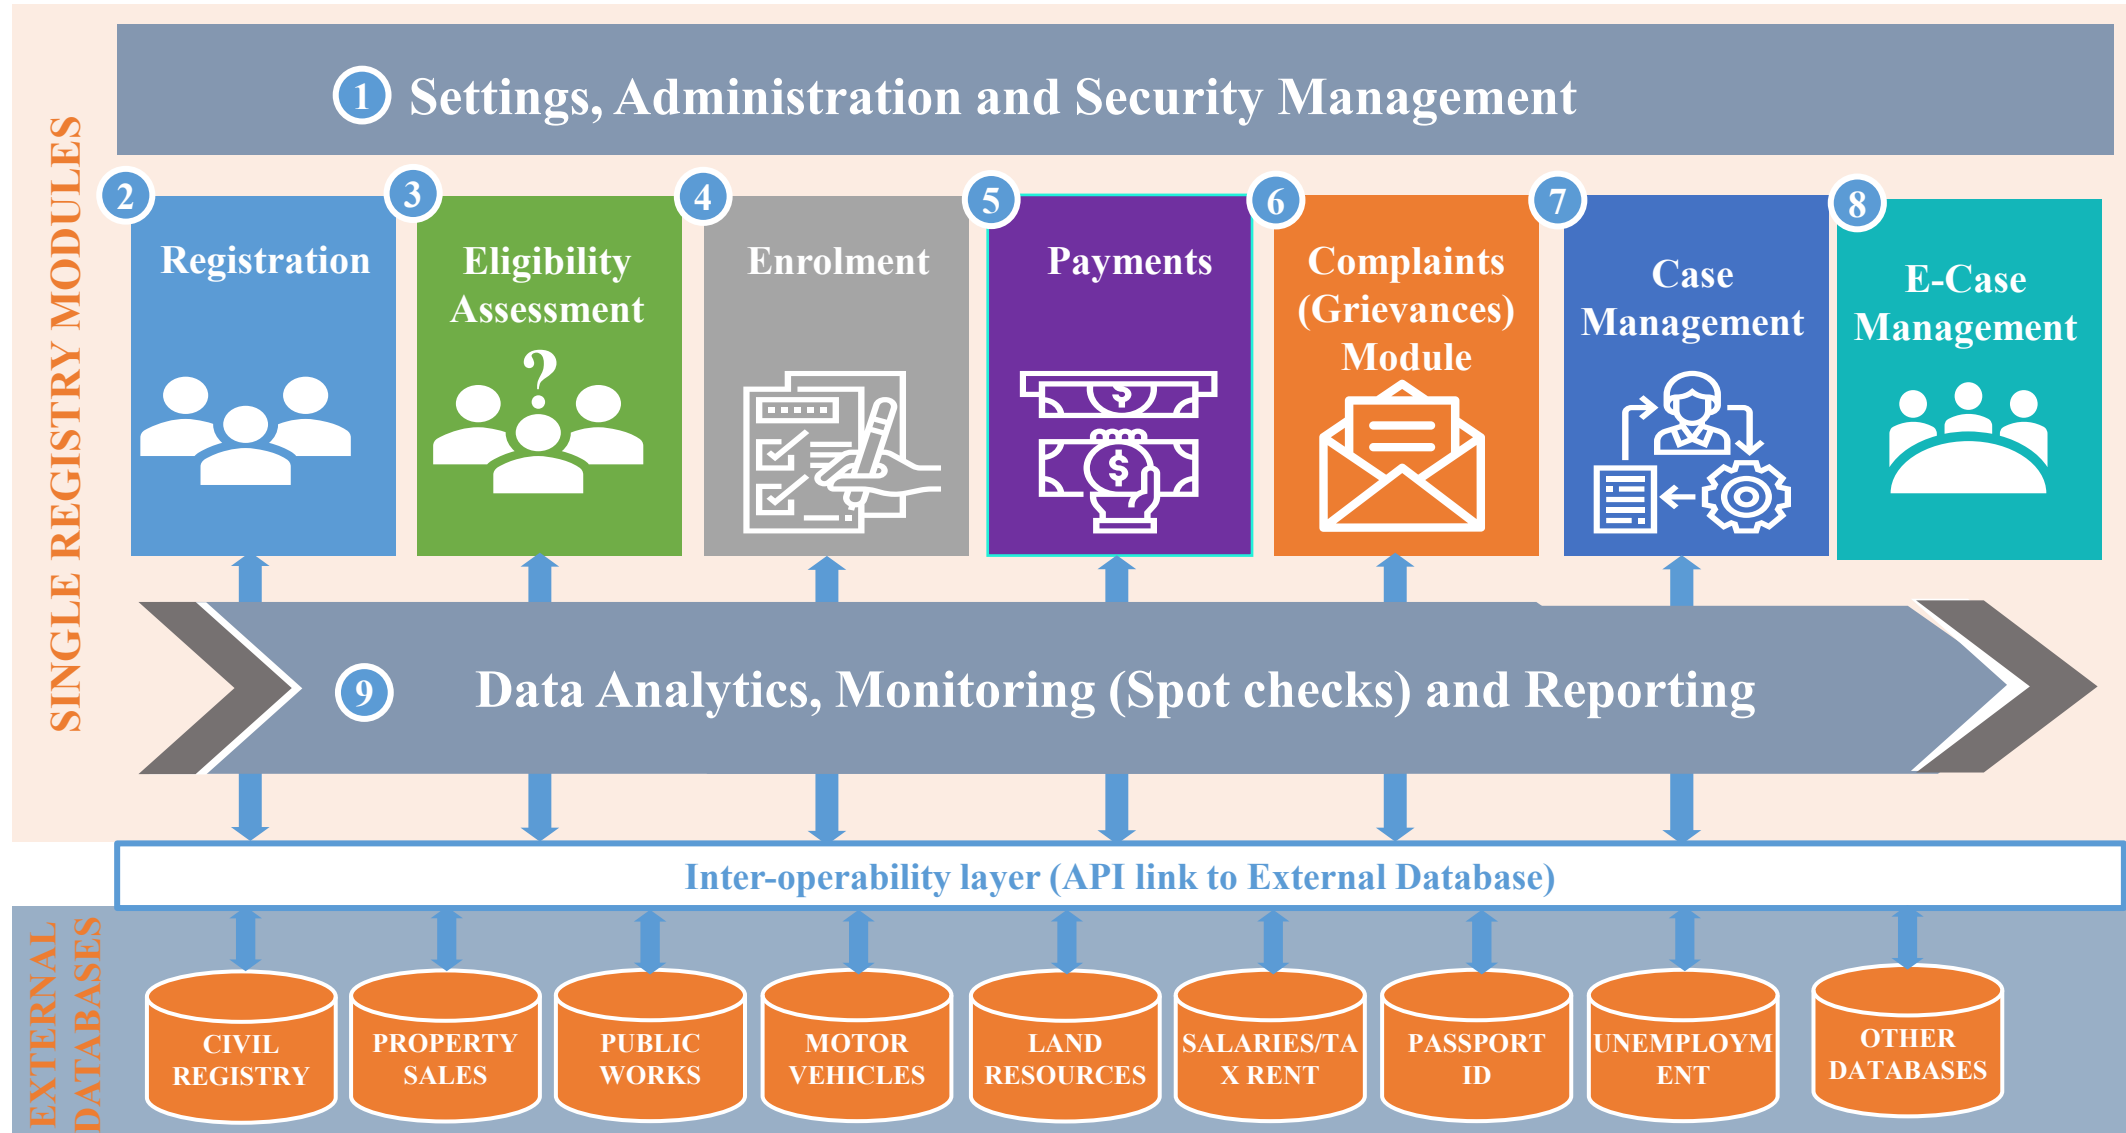 SINGLE REGISTRY MODULES
1 Settings, Administration and Security Management
2
Registration
3
Eligibility
Assessment
?
4
Enrolment
5
Payments
$
$
6
Complaints
(Grievances)
Module
7
Case
Management
8
E-Case
Management
9 Data Analytics, Monitoring (Spot checks) and Reporting
Inter-operability layer (API link to External Database)
EXTERNAL
DATABASES
CIVIL
REGISTRY
PROPERTY
SALES
PUBLIC
WORKS
MOTOR
VEHICLES
LAND
RESOURCES
SALARIES/TA
X RENT
PASSPORT
ID
UNEMPLOYM
ENT
OTHER
DATABASES